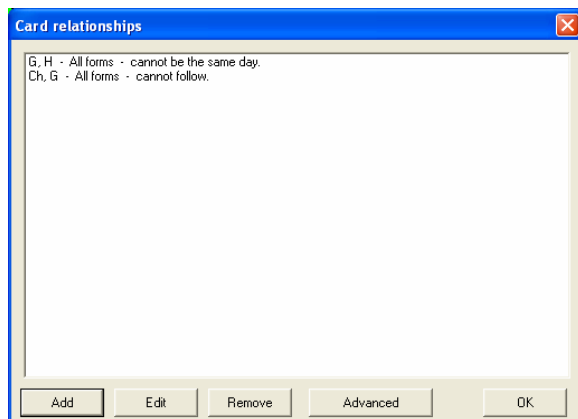 Card relationships
G, H - All forms - cannot be the same day.
Ch, G - All forms - cannot follow.
Add Edit Remove Advanced OK